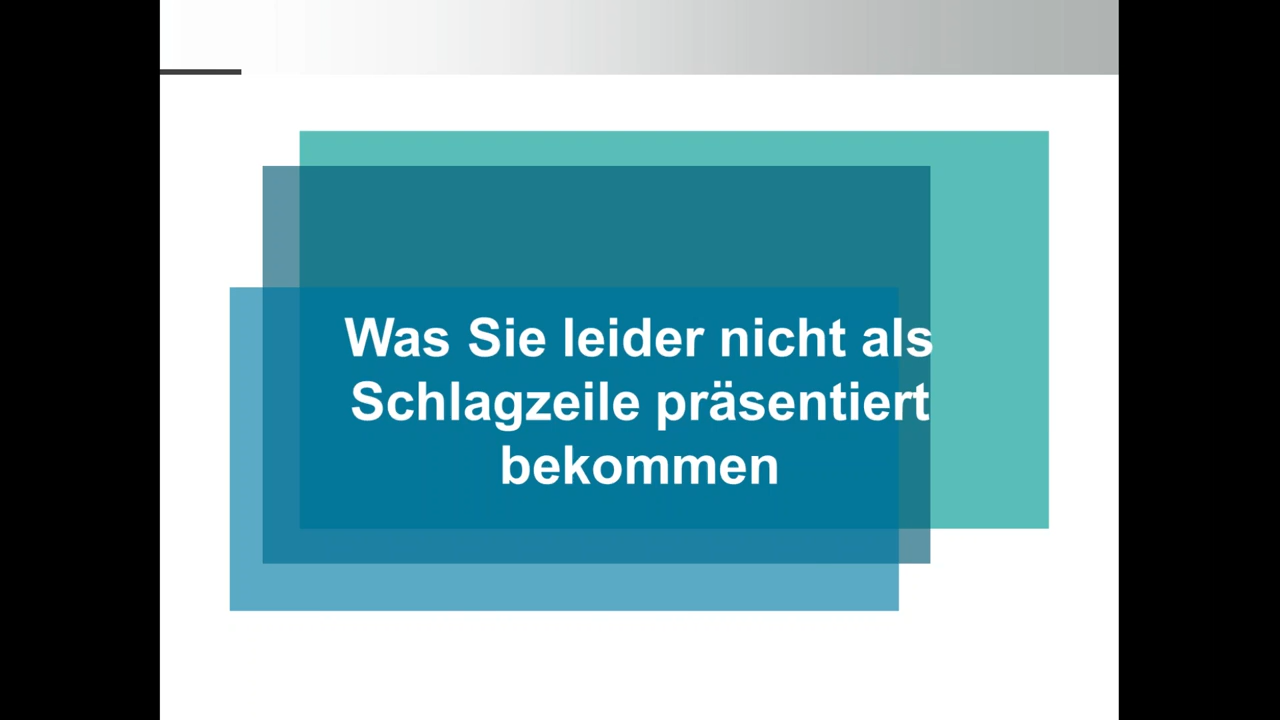 Was Sie leider nicht als
Schlagzeile präsentiert
bekommen